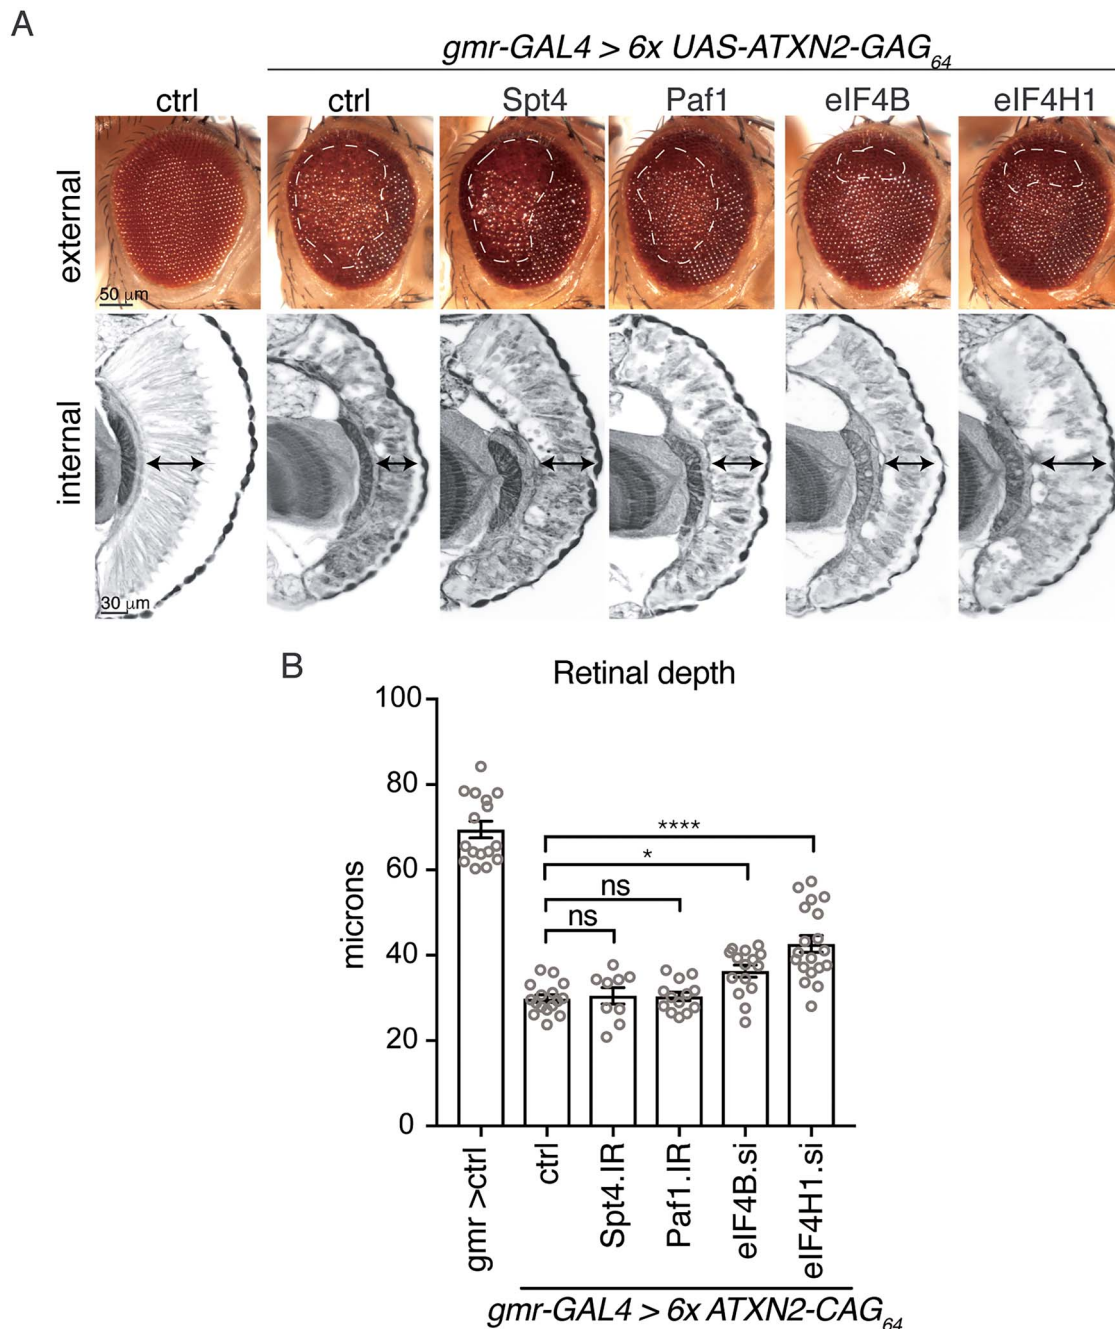 A
gmr-GAL4 > 6x UAS-ATXN2-GAG64
ctrl ctrl Spt4 Paf1 eIF4B eIF4H1
external
50 μm
internal
30 μm
B
Retinal depth
100
80
60
40
20
0
microns
****
*
ns
ns
gmr >ctrl
ctrl
Spt4.IR
Paf1.IR
eIF4B.si
eIF4H1.si
gmr-GAL4 > 6x ATXN2-CAG64